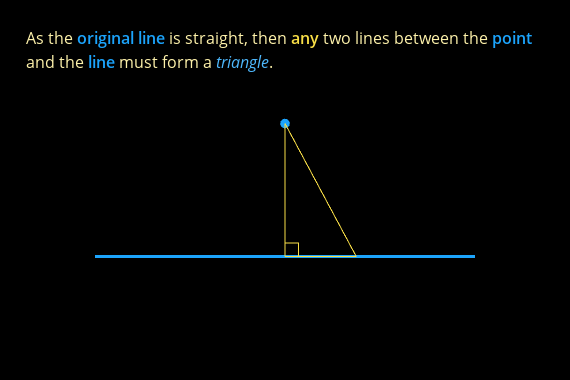 As the original line is straight, then any two lines between the point
and the line must form a triangle.